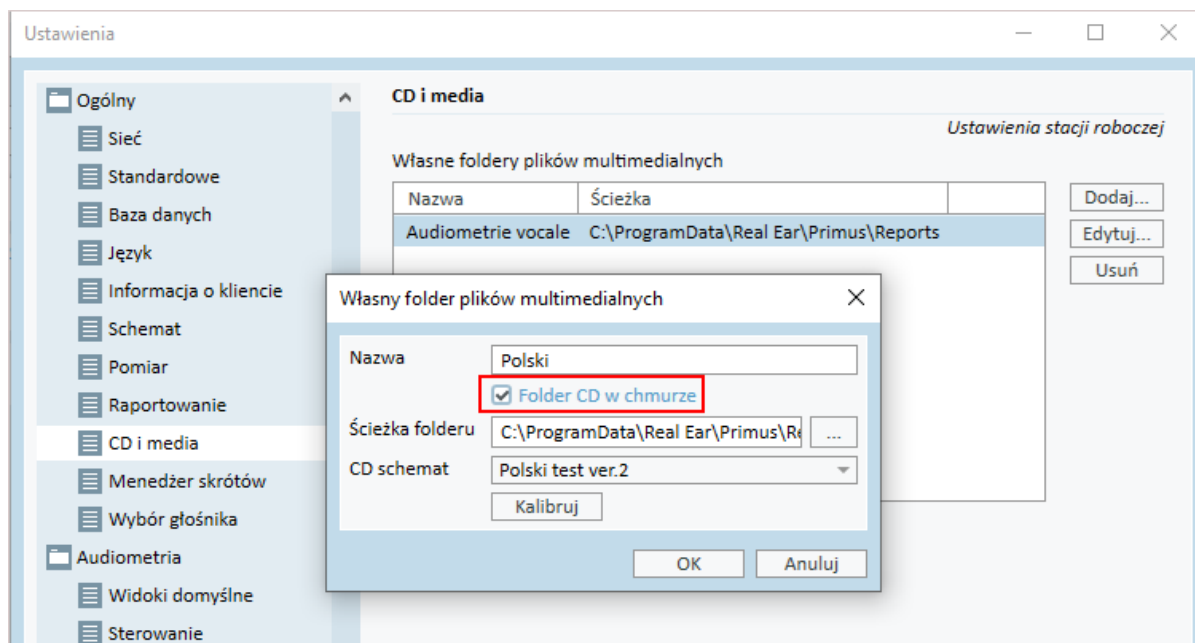 Ustawienia
Ogólny
Sieć
Standardowe
Baza danych
Język
Informacja o kliencie
Schemat
Pomiar
Raportowanie
CD i media
Menedżer skrótów
Wybór głośnika
Audiometria
Widoki domyślne
Sterowanie
CD i media
Ustawienia stacji roboczej
Własne foldery plików multimedialnych
Nazwa Ścieżka
Audiometrie vocale C:\ProgramData\Real Ear\Primus\Reports
Dodaj...
Edytuj...
Usuń
Własny folder plików multimedialnych
Nazwa Polski
Folder CD w chmurze
Ścieżka folderu C:\ProgramData\Real Ear\Primus\Re ...
CD schemat Polski test ver.2
Kalibruj
OK Anuluj